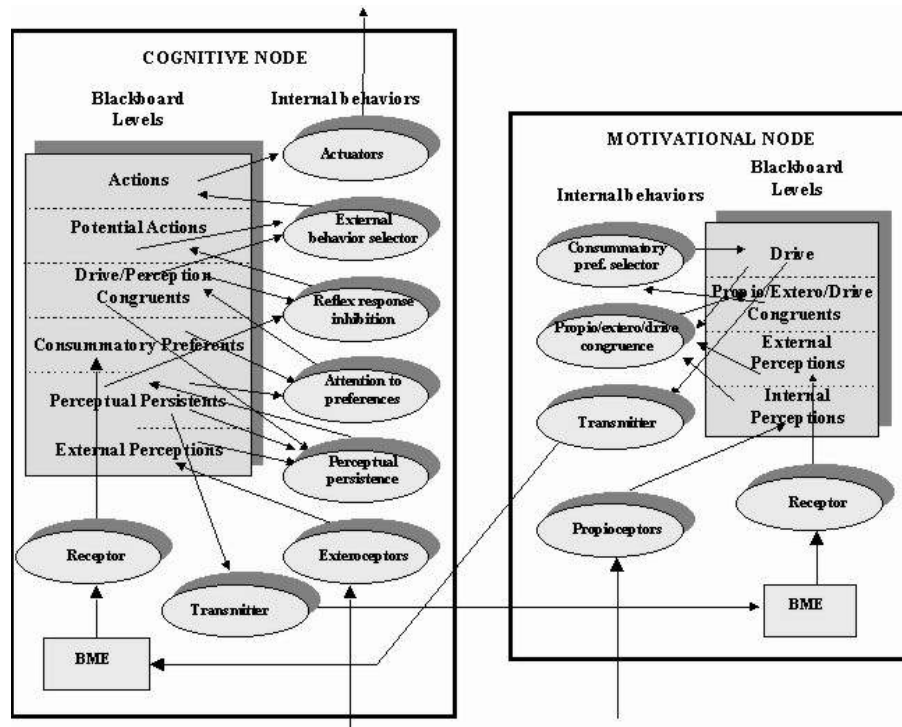 COGNITIVE NODE
Blackboard
Levels
Internal behaviors
Actions
Potential Actions
Drive/Perception
Congruents
Consummatory Preferents
Perceptual Persistents
External Perceptions
Actuators
External
behavior selector
Reflex response
inhibition
Attention to
preferences
Perceptual
persistence
Receptor
Exteroceptors
Transmitter
BME
MOTIVATIONAL NODE
Internal behaviors
Blackboard
Levels
Consummatory
pref. selector
Propio/extero/drive
congruence
Transmitter
Propioceptors
Drive
Propio/Extero/Drive
Congruents
External
Perceptions
Internal
Perceptions
Receptor
BME